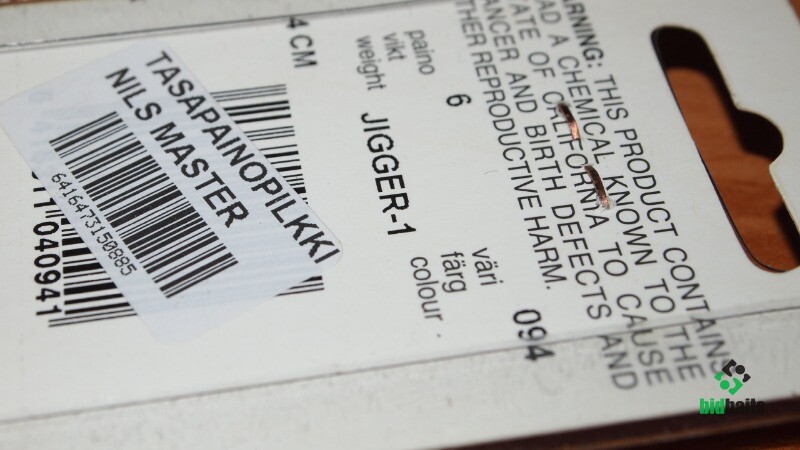 WARNING: THIS PRODUCT CONTAINS
A CHEMICAL KNOWN TO THE
STATE OF CALIFORNIA TO CAUSE
CANCER AND BIRTH DEFECTS AND
OTHER REPRODUCTIVE HARM.
paino
vikt
weight
6
väri
färg
colour
094
4 CM
JIGGER-1
TASAPAINOPILKKI
NILS MASTER
6416473150885
040941
bidbaits